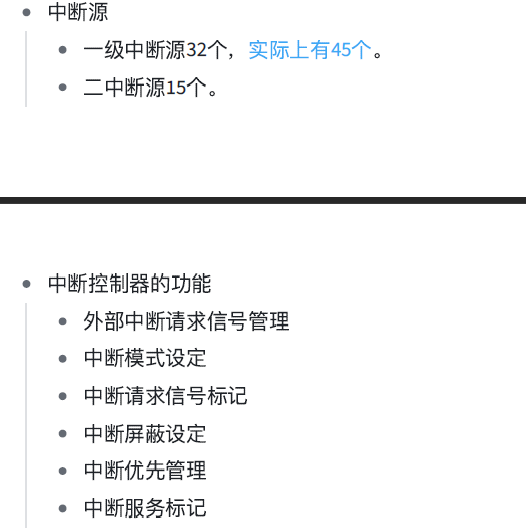 中断源
一级中断源32个，实际上有45个。
二中断源15个。
中断控制器的功能
外部中断请求信号管理
中断模式设定
中断请求信号标记
中断屏蔽设定
中断优先管理
中断服务标记